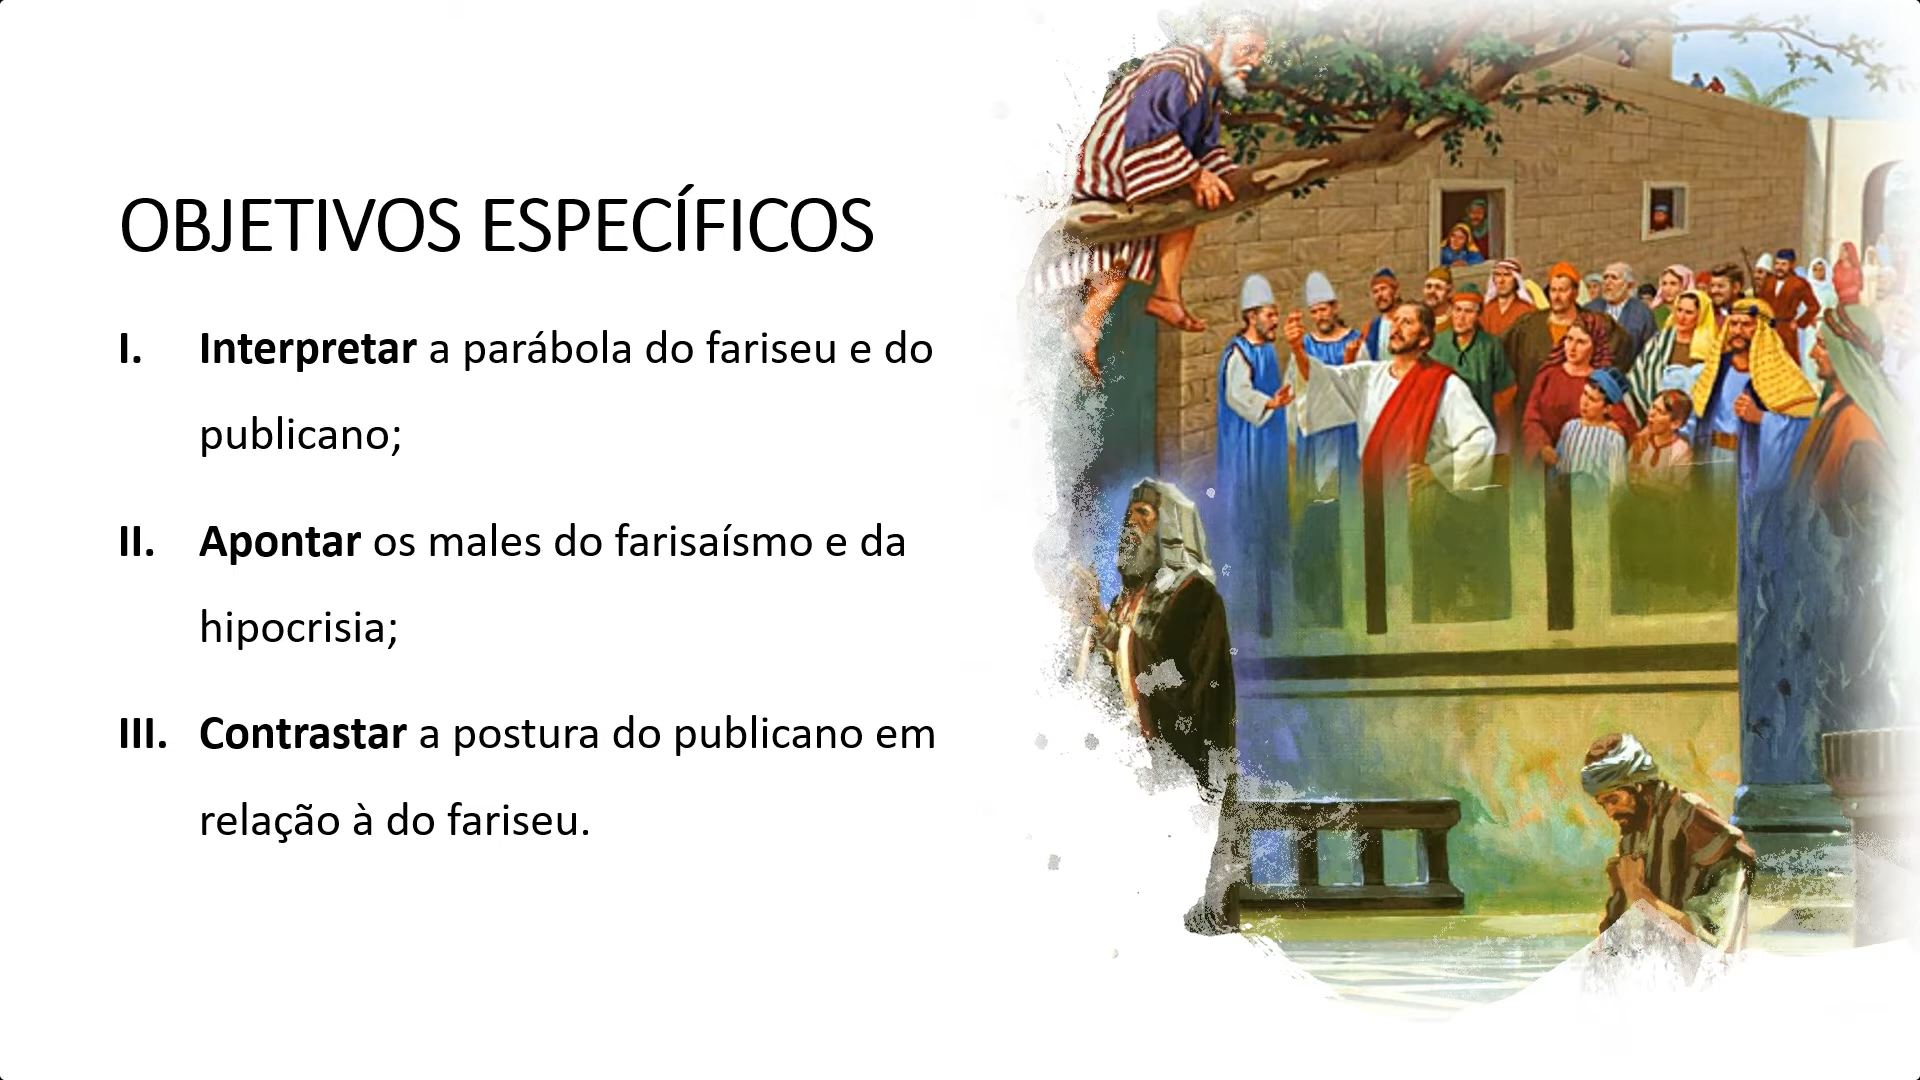 OBJETIVOS ESPECÍFICOS
I. Interpretar a parábola do fariseu e do
publicano;
II. Apontar os males do farisaísmo e da
hipocrisia;
III. Contrastar a postura do publicano em
relação à do fariseu.